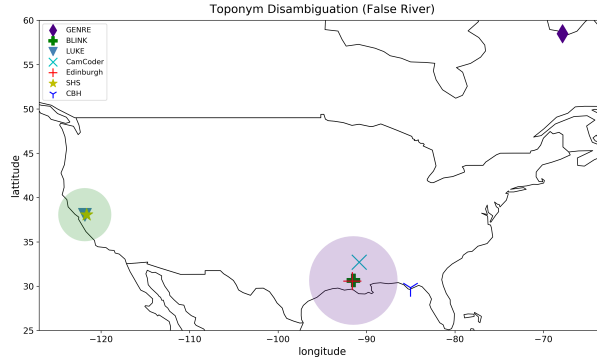 Toponym Disambiguation (False River)
GENRE
BLINK
LUKE
CamCoder
Edinburgh
SHS
CBH
60
55
50
45
40
35
30
25
lattitude
−120
−110
−100
−90
−80
−70
longitude